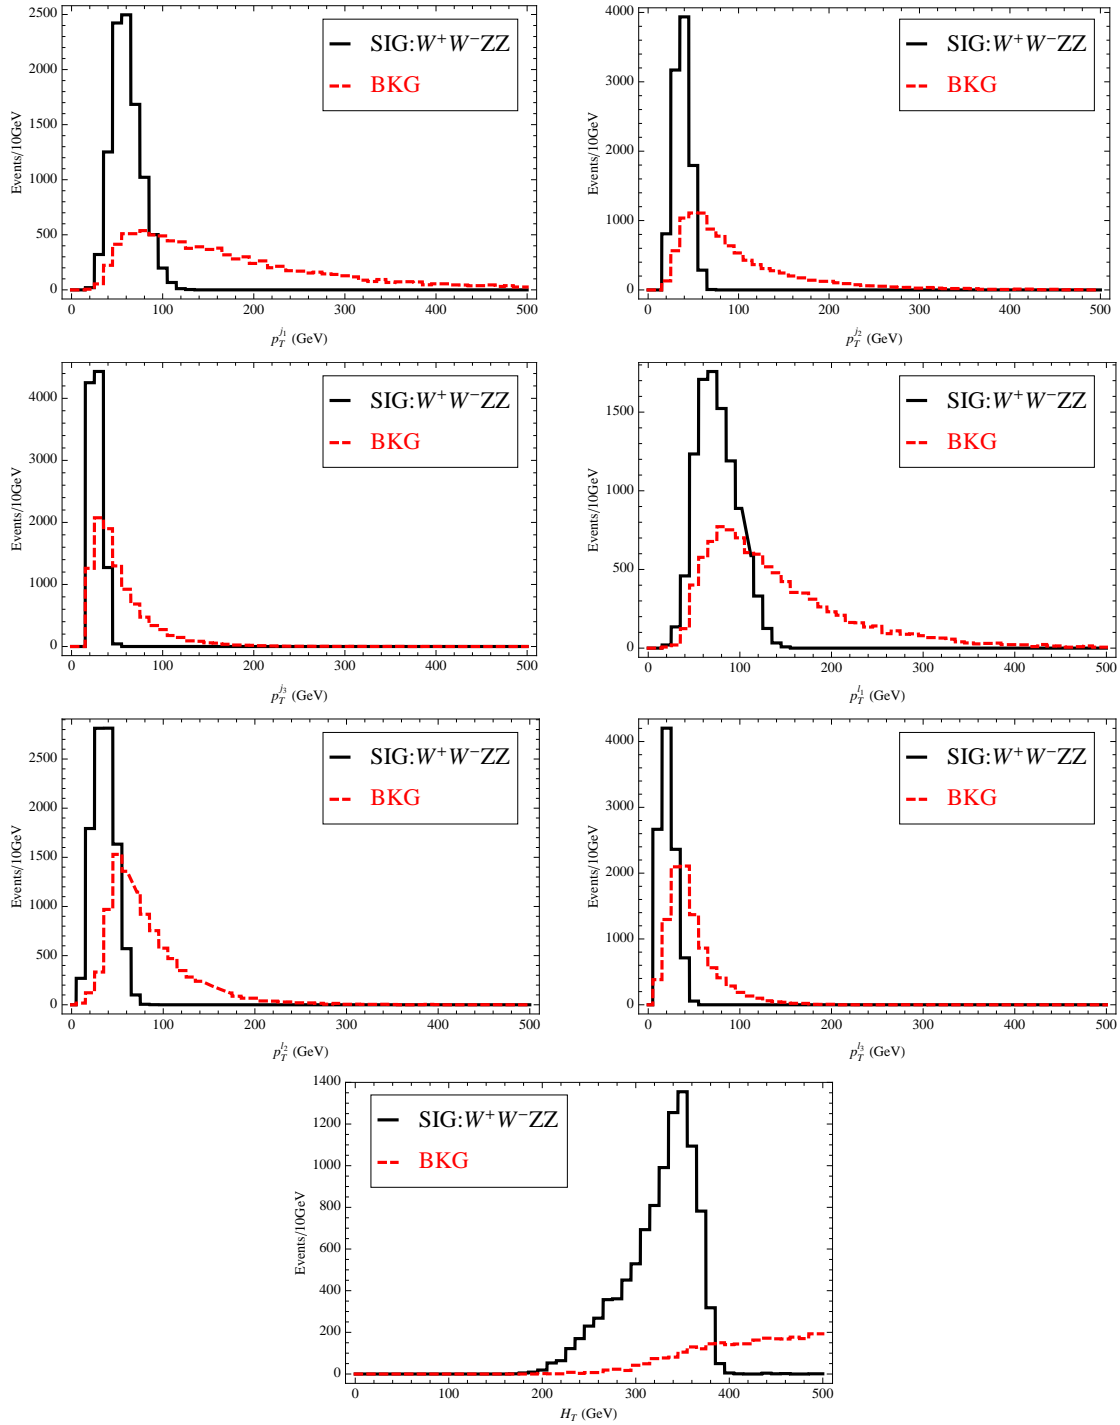 SIG:W⁺W⁻ZZ
BKG
Events/10GeV
2500
2000
1500
1000
500
0
0 100 200 300 400 500
p_T^{j_1} (GeV)
SIG:W⁺W⁻ZZ
BKG
Events/10GeV
4000
3000
2000
1000
0
0 100 200 300 400 500
p_T^{j_2} (GeV)
SIG:W⁺W⁻ZZ
BKG
Events/10GeV
4000
3000
2000
1000
0
0 100 200 300 400 500
p_T^{j_3} (GeV)
SIG:W⁺W⁻ZZ
BKG
Events/10GeV
1500
1000
500
0
0 100 200 300 400 500
p_T^{l_1} (GeV)
SIG:W⁺W⁻ZZ
BKG
Events/10GeV
2500
2000
1500
1000
500
0
0 100 200 300 400 500
p_T^{l_2} (GeV)
SIG:W⁺W⁻ZZ
BKG
Events/10GeV
4000
3000
2000
1000
0
0 100 200 300 400 500
p_T^{l_3} (GeV)
SIG:W⁺W⁻ZZ
BKG
Events/10GeV
1400
1200
1000
800
600
400
200
0
0 100 200 300 400 500
H_T (GeV)